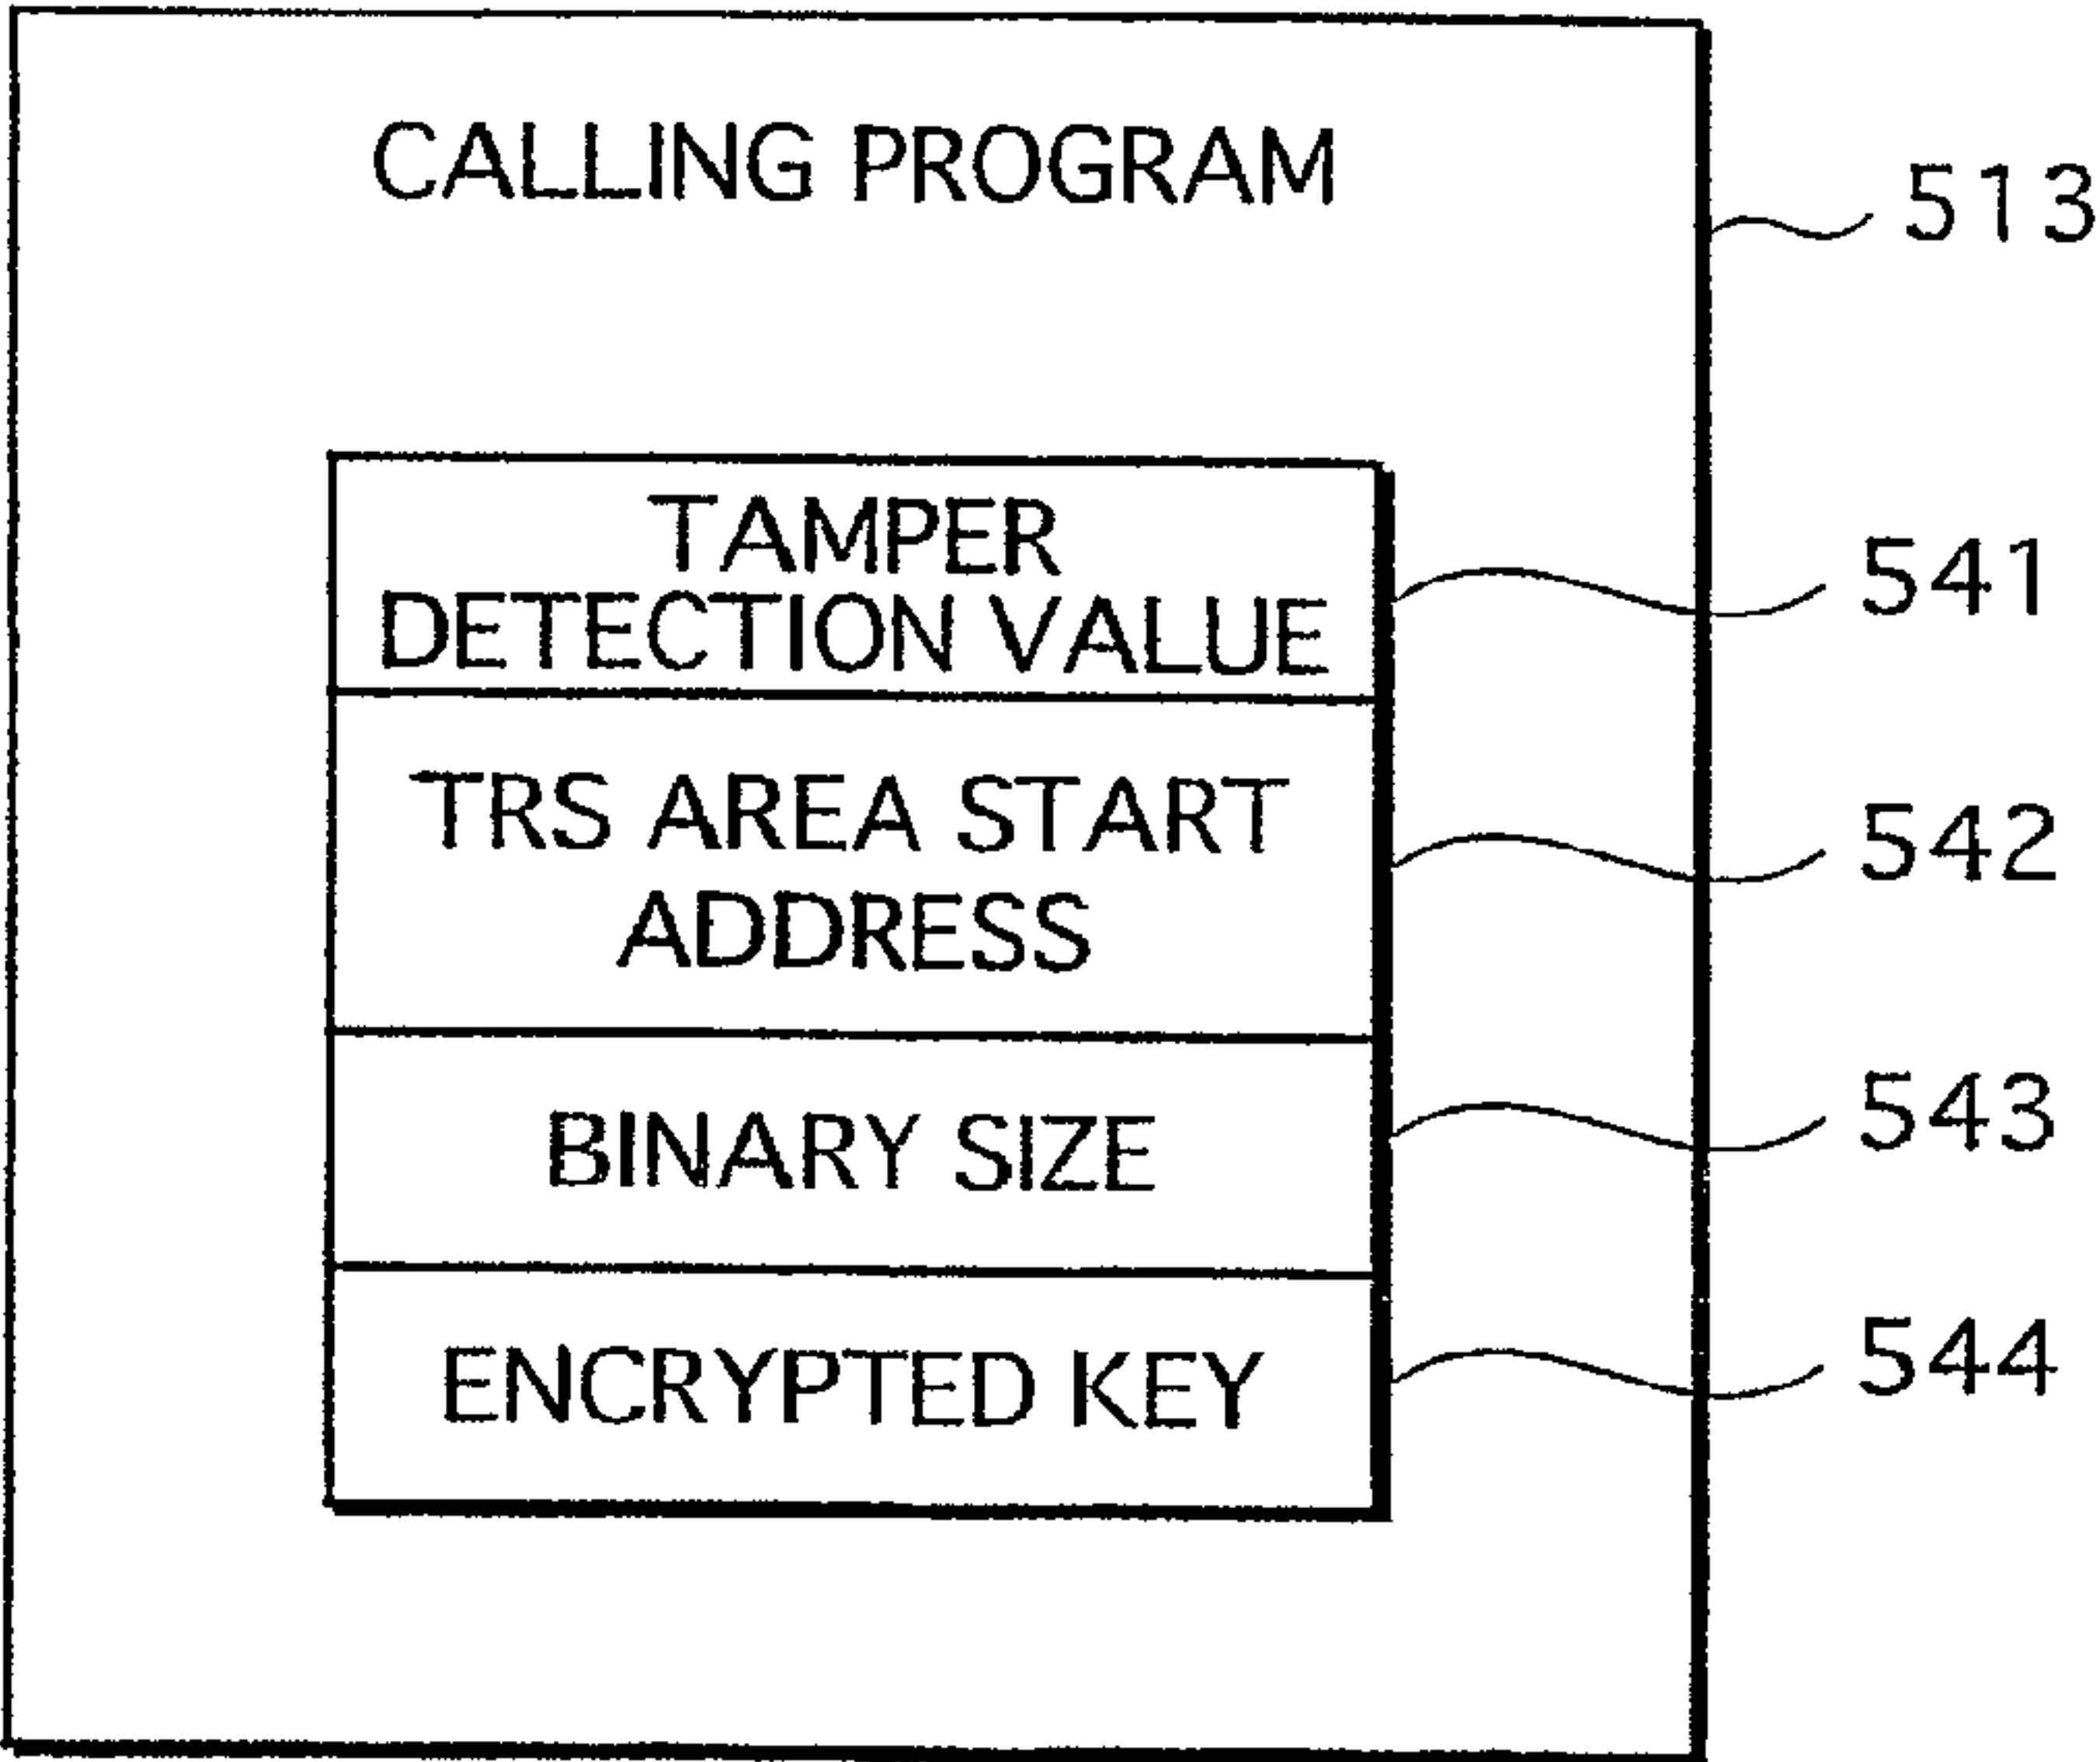 CALLING PROGRAM
513
TAMPER
DETECTION VALUE
541
TRS AREA START
ADDRESS
542
BINARY SIZE
543
ENCRYPTED KEY
544